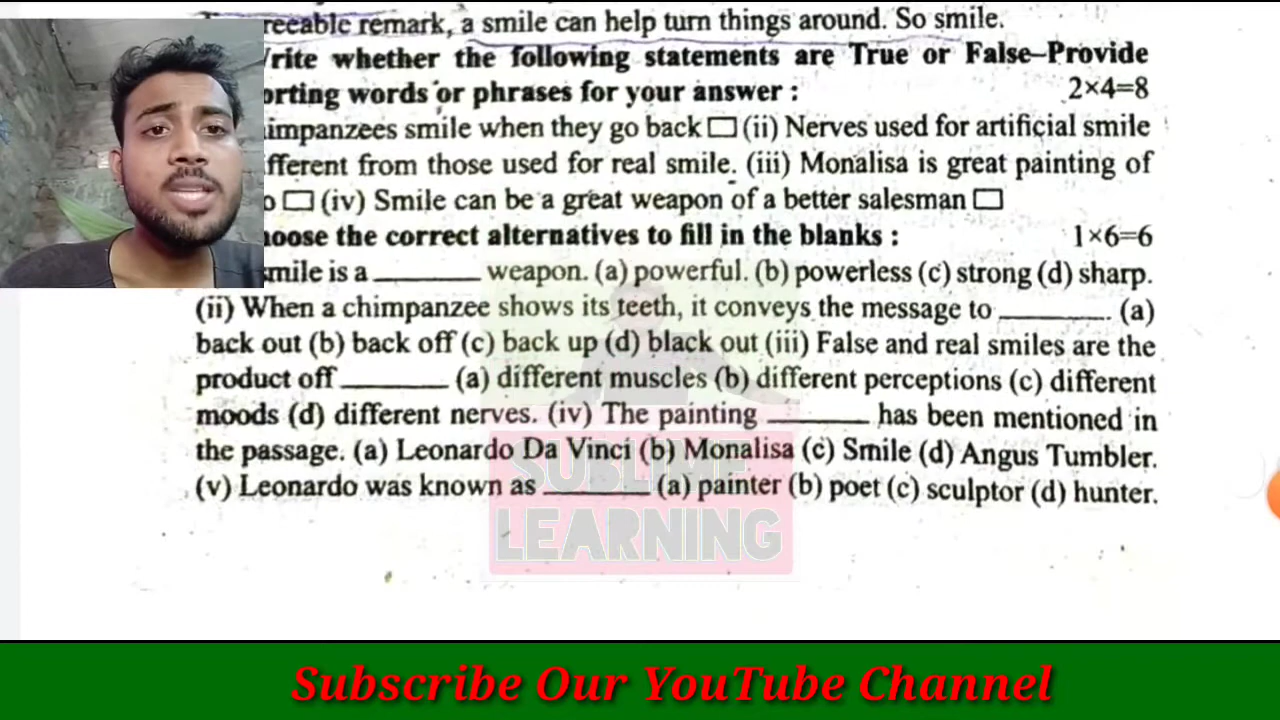 reeable remark, a smile can help turn things around. So smile.
rite whether the following statements are True or False–Provide
orting words or phrases for your answer : 2×4=8
impanzees smile when they go back □ (ii) Nerves used for artificial smile
fferent from those used for real smile. (iii) Monalisa is great painting of
o □ (iv) Smile can be a great weapon of a better salesman □
oose the correct alternatives to fill in the blanks : 1×6=6
mile is a ______ weapon. (a) powerful. (b) powerless (c) strong (d) sharp.
(ii) When a chimpanzee shows its teeth, it conveys the message to ______. (a)
back out (b) back off (c) back up (d) black out (iii) False and real smiles are the
product off ______ (a) different muscles (b) different perceptions (c) different
moods (d) different nerves. (iv) The painting ______ has been mentioned in
the passage. (a) Leonardo Da Vinci (b) Monalisa (c) Smile (d) Angus Tumbler.
(v) Leonardo was known as ______ (a) painter (b) poet (c) sculptor (d) hunter.
SUBLIME
LEARNING
Subscribe Our YouTube Channel